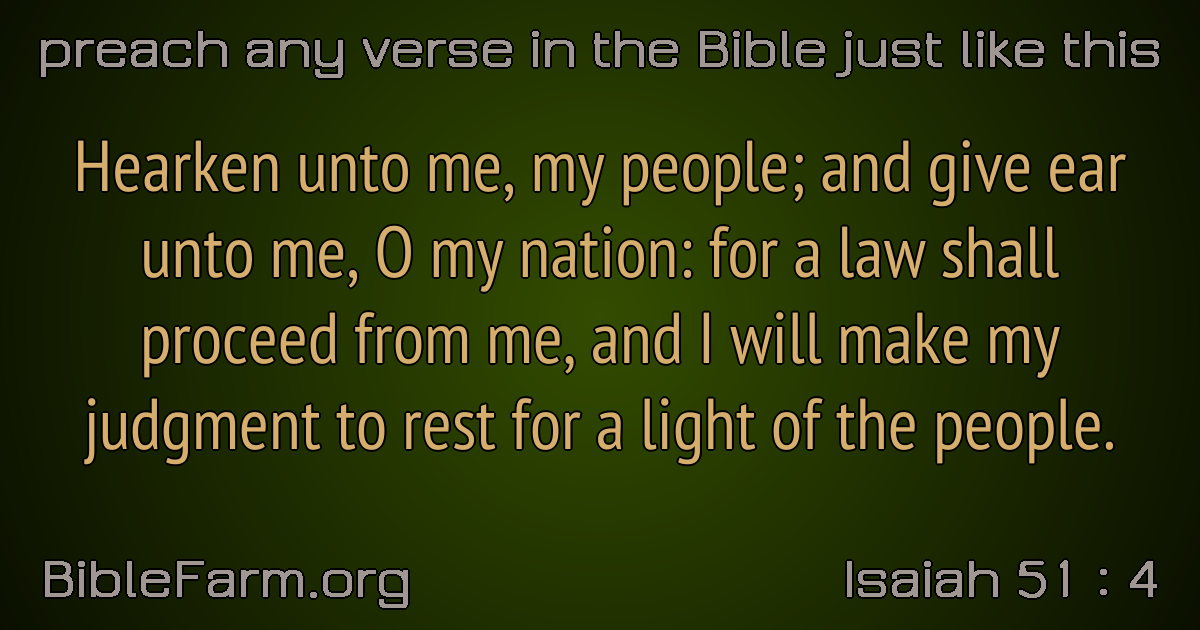 preach any verse in the Bible just like this
Hearken unto me, my people; and give ear
unto me, O my nation: for a law shall
proceed from me, and I will make my
judgment to rest for a light of the people.
BibleFarm.org
Isaiah 51 : 4